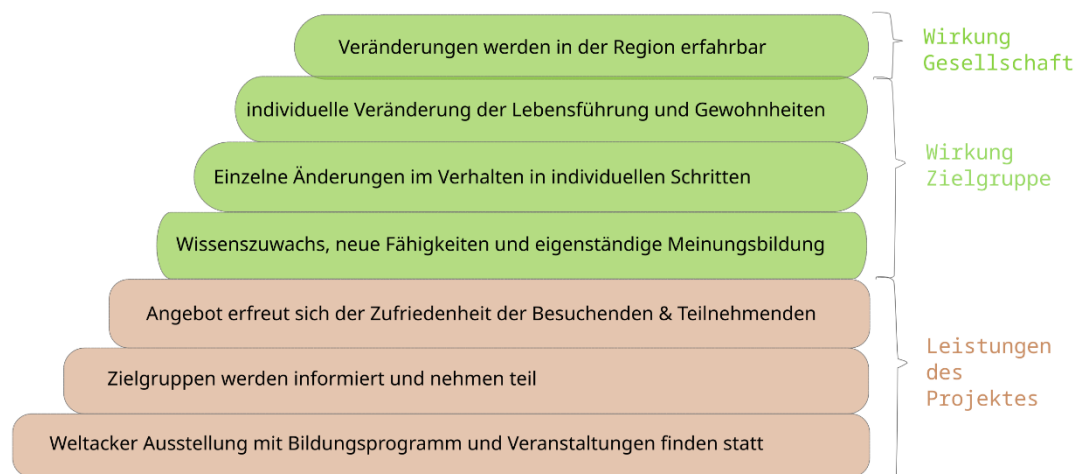 Veränderungen werden in der Region erfahrbar
Wirkung
Gesellschaft
individuelle Veränderung der Lebensführung und Gewohnheiten
Einzelne Änderungen im Verhalten in individuellen Schritten
Wissenszuwachs, neue Fähigkeiten und eigenständige Meinungsbildung
Wirkung
Zielgruppe
Angebot erfreut sich der Zufriedenheit der Besuchenden & Teilnehmenden
Zielgruppen werden informiert und nehmen teil
Weltacker Ausstellung mit Bildungsprogramm und Veranstaltungen finden statt
Leistungen
des
Projektes